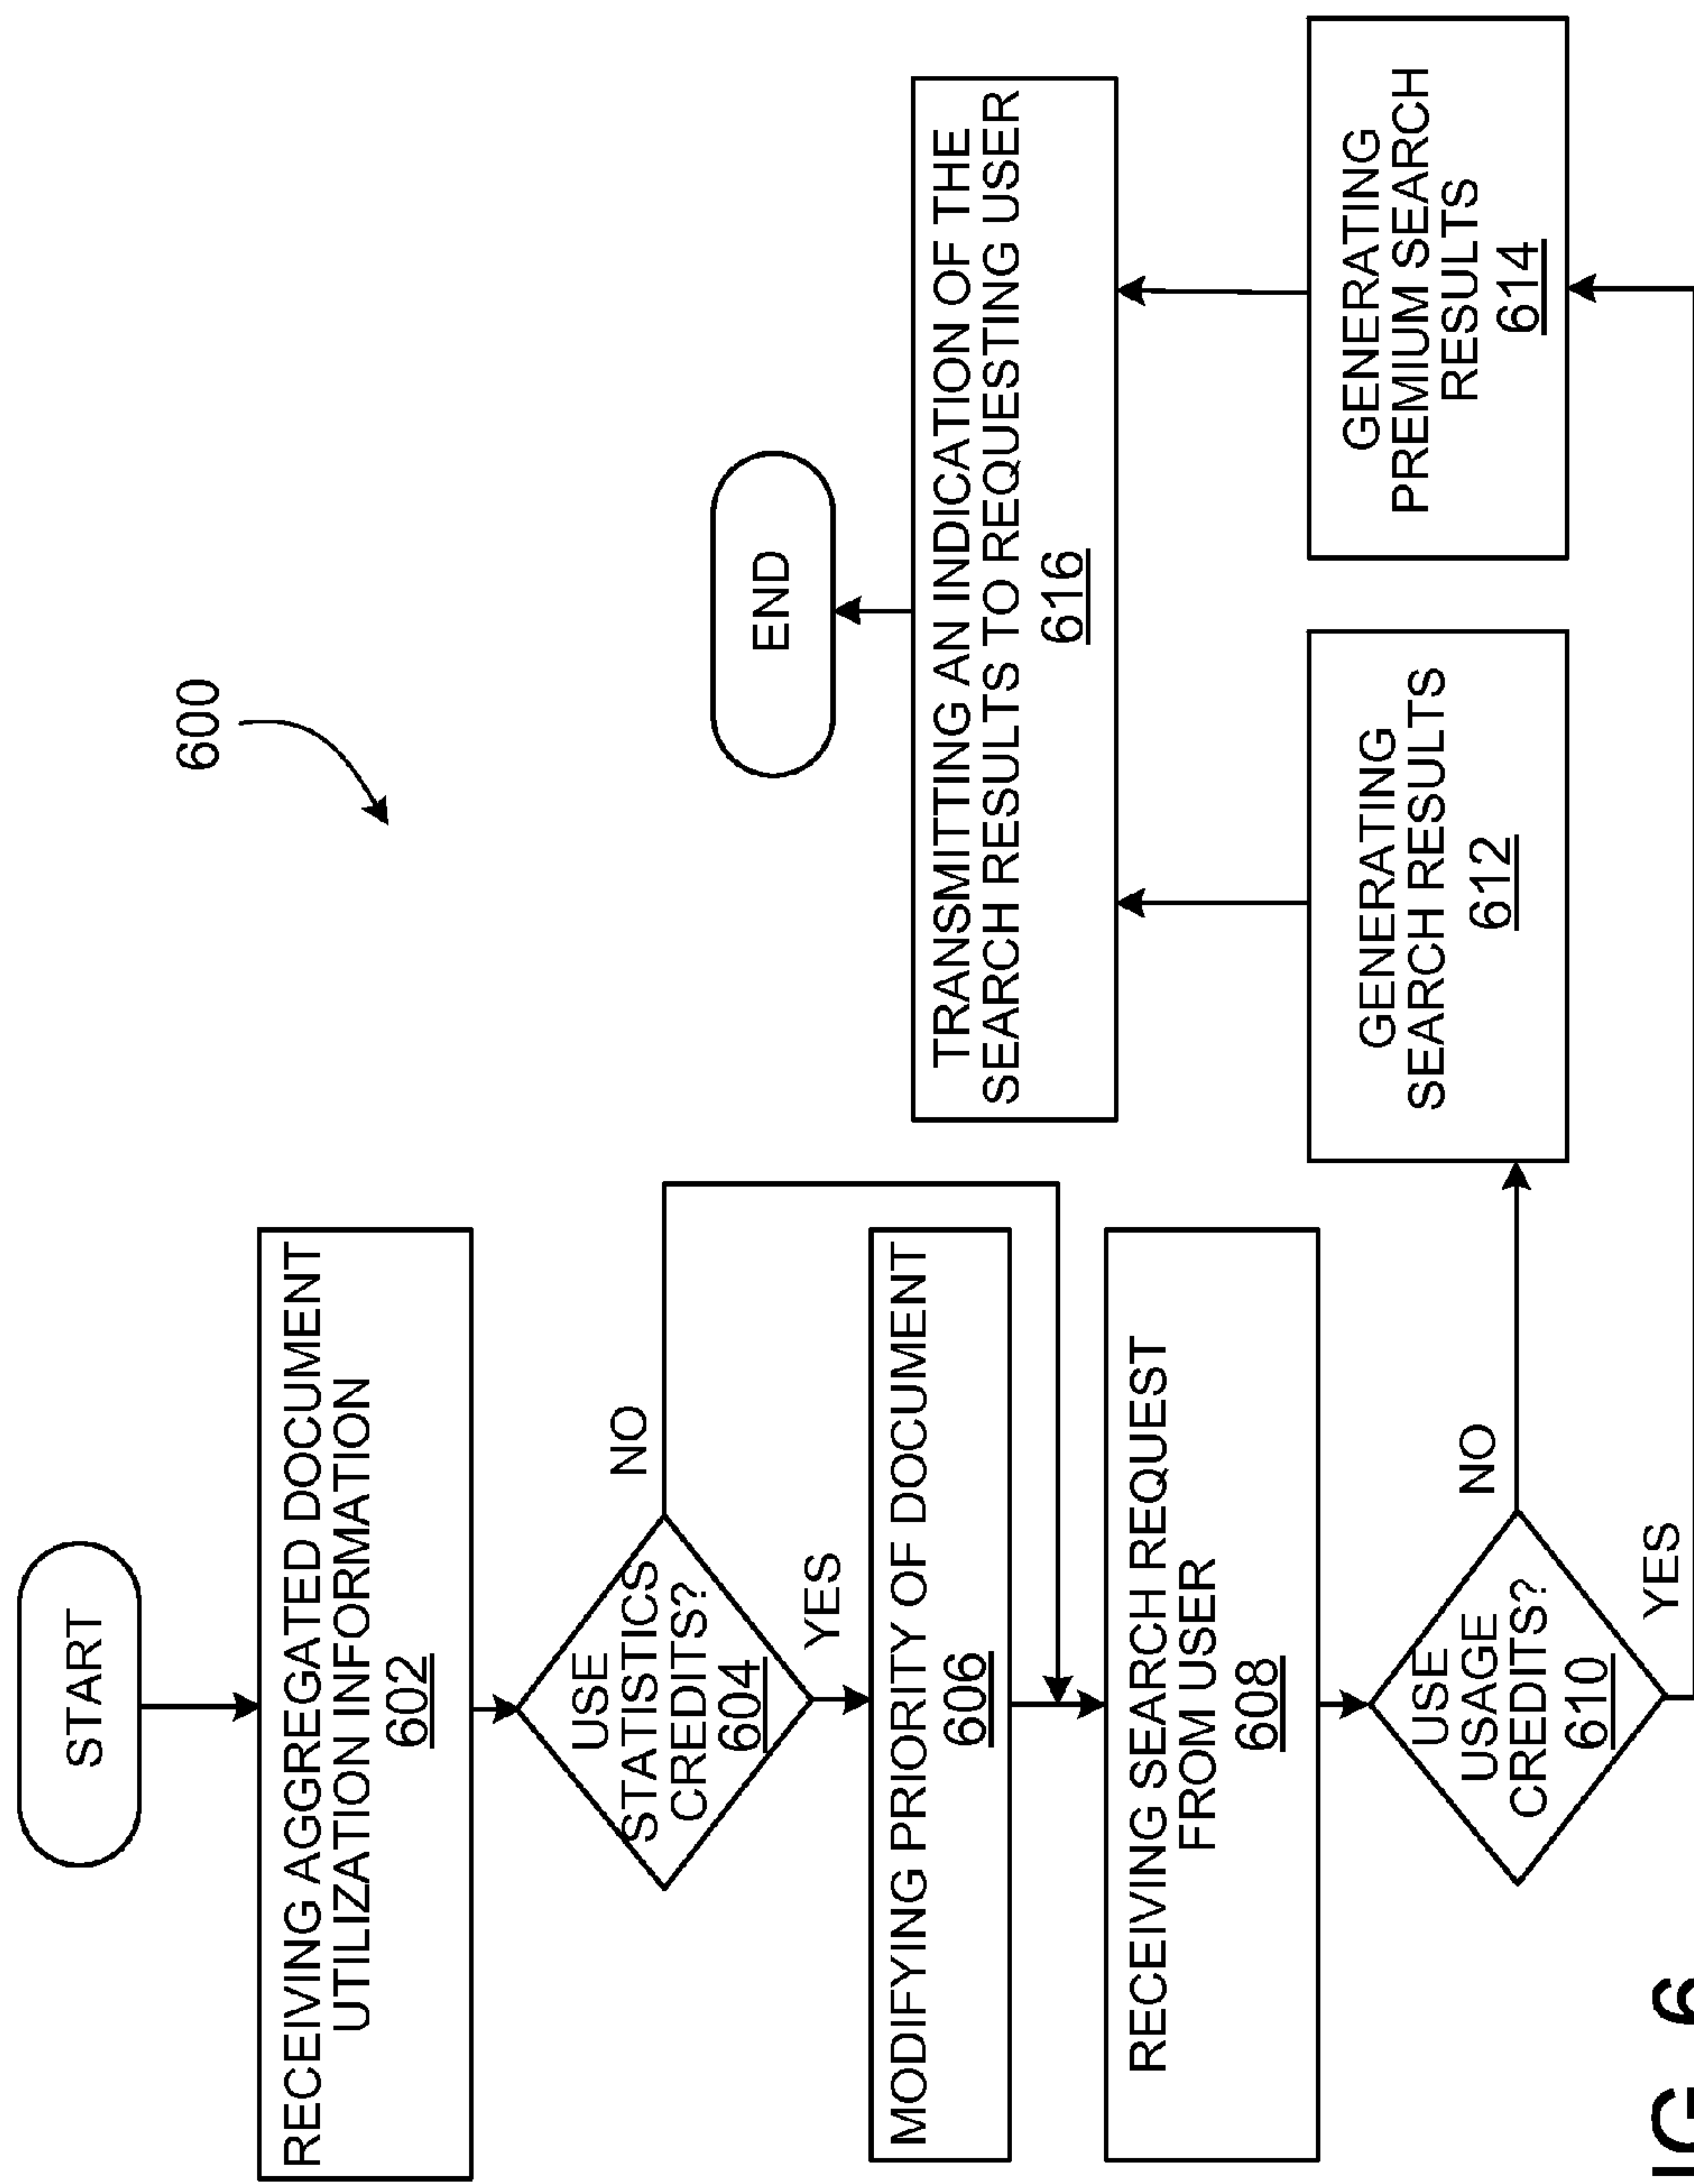 600
START
RECEIVING AGGREGATED DOCUMENT
UTILIZATION INFORMATION
602
USE
STATISTICS
CREDITS?
604
NO
YES
MODIFYING PRIORITY OF DOCUMENT
606
RECEIVING SEARCH REQUEST
FROM USER
608
USE
USAGE
CREDITS?
610
NO
YES
END
TRANSMITTING AN INDICATION OF THE
SEARCH RESULTS TO REQUESTING USER
616
GENERATING
SEARCH RESULTS
612
GENERATING
PREMIUM SEARCH
RESULTS
614